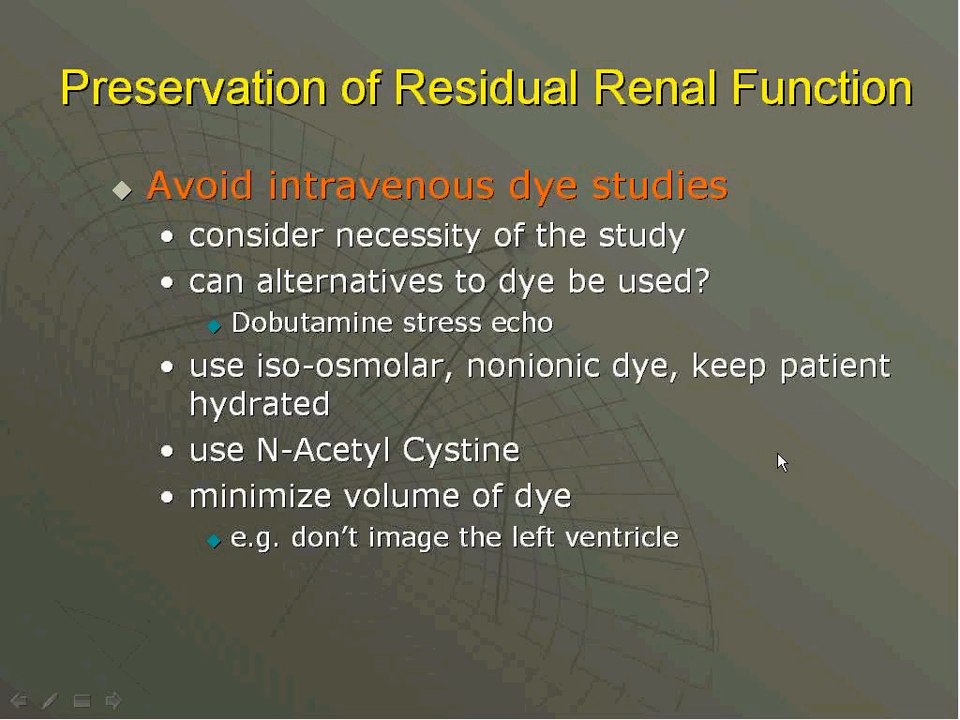 Preservation of Residual Renal Function
Avoid intravenous dye studies
consider necessity of the study
can alternatives to dye be used?
Dobutamine stress echo
use iso-osmolar, nonionic dye, keep patient
hydrated
use N-Acetyl Cystine
minimize volume of dye
e.g. don't image the left ventricle